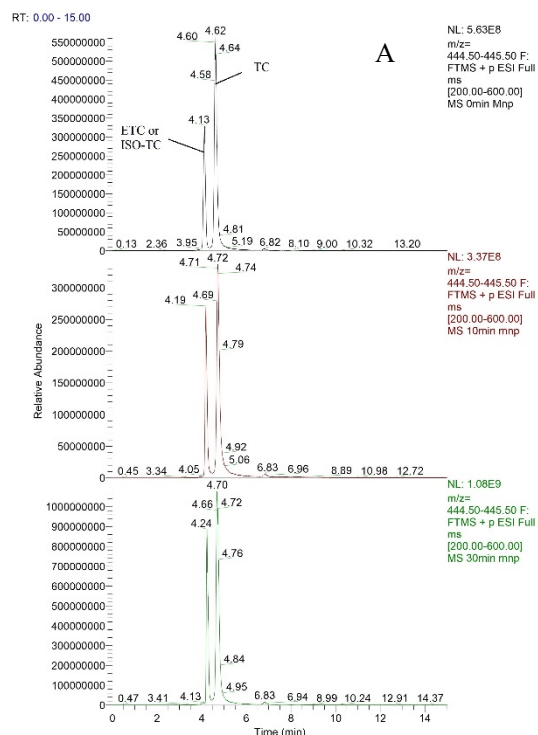 RT: 0.00 - 15.00
NL: 5.63E8
m/z=
444.50-445.50 F:
FTMS + p ESI Full
ms
[200.00-600.00]
MS 0min Mnp
A
4.60 4.62
4.64
4.58
TC
4.13
ETC or
ISO-TC
4.81
0.13 2.36 3.95 5.19 6.82 8.10 9.00 10.32 13.20
550000000
500000000
450000000
400000000
350000000
300000000
250000000
200000000
150000000
100000000
50000000
0
NL: 3.37E8
m/z=
444.50-445.50 F:
FTMS + p ESI Full
ms
[200.00-600.00]
MS 10min mnp
4.71 4.72 4.74
4.19 4.69
4.79
4.92
5.06
0.45 3.34 4.05 6.83 6.96 8.89 10.98 12.72
300000000
250000000
200000000
150000000
100000000
50000000
0
Relative Abundance
NL: 1.08E9
m/z=
444.50-445.50 F:
FTMS + p ESI Full
ms
[200.00-600.00]
MS 30min mnp
4.70
4.66 4.72
4.24
4.76
4.84
4.95
0.47 3.41 4.13 6.83 6.94 8.99 10.24 12.91 14.37
1000000000
900000000
800000000
700000000
600000000
500000000
400000000
300000000
200000000
100000000
0
0 2 4 6 8 10 12 14
Time (min)